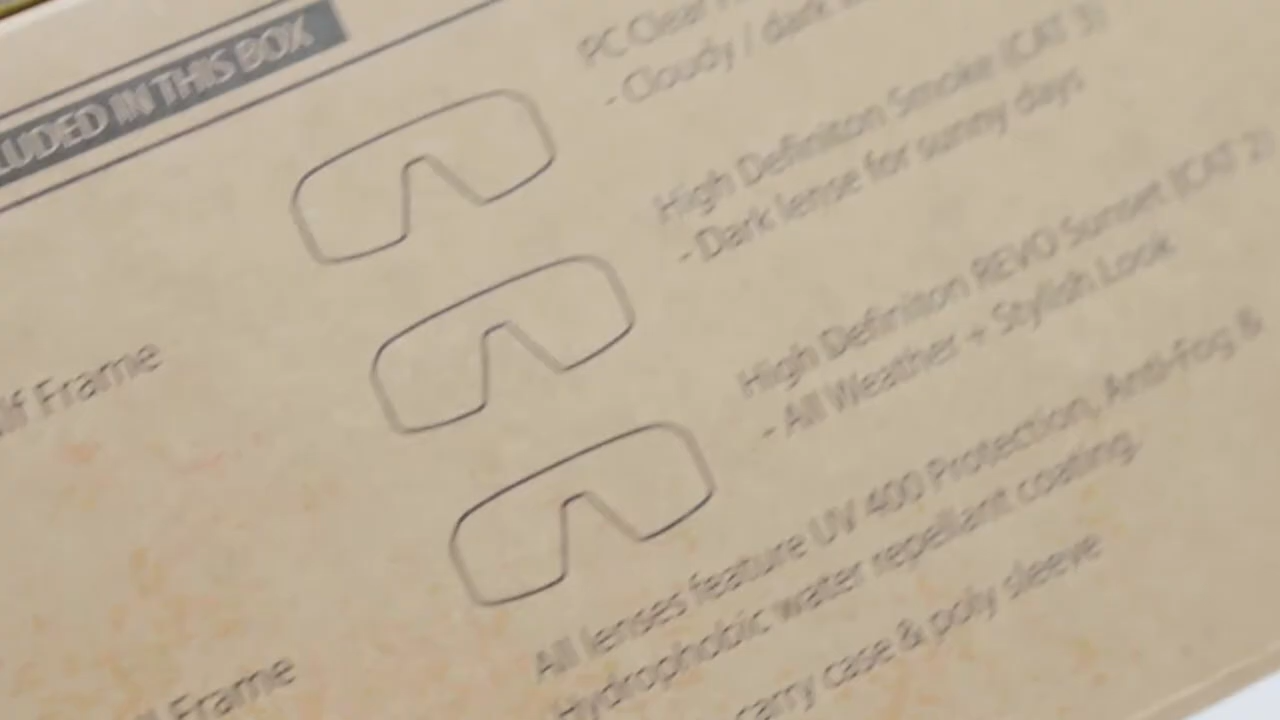 LUDED IN THIS BOX
PC Clear
- Cloudy / dark
High Definiton Smoke (CAT 3)
- Dark lense for sunny days
High Definiton REVO Sunset (CAT 2)
- All Weather + Stylish Look
lf Frame
All lenses feature UV 400 Protection, Anti-Fog &
Hydrophobic water repellant coating.
carry case & poly sleeve
Frame